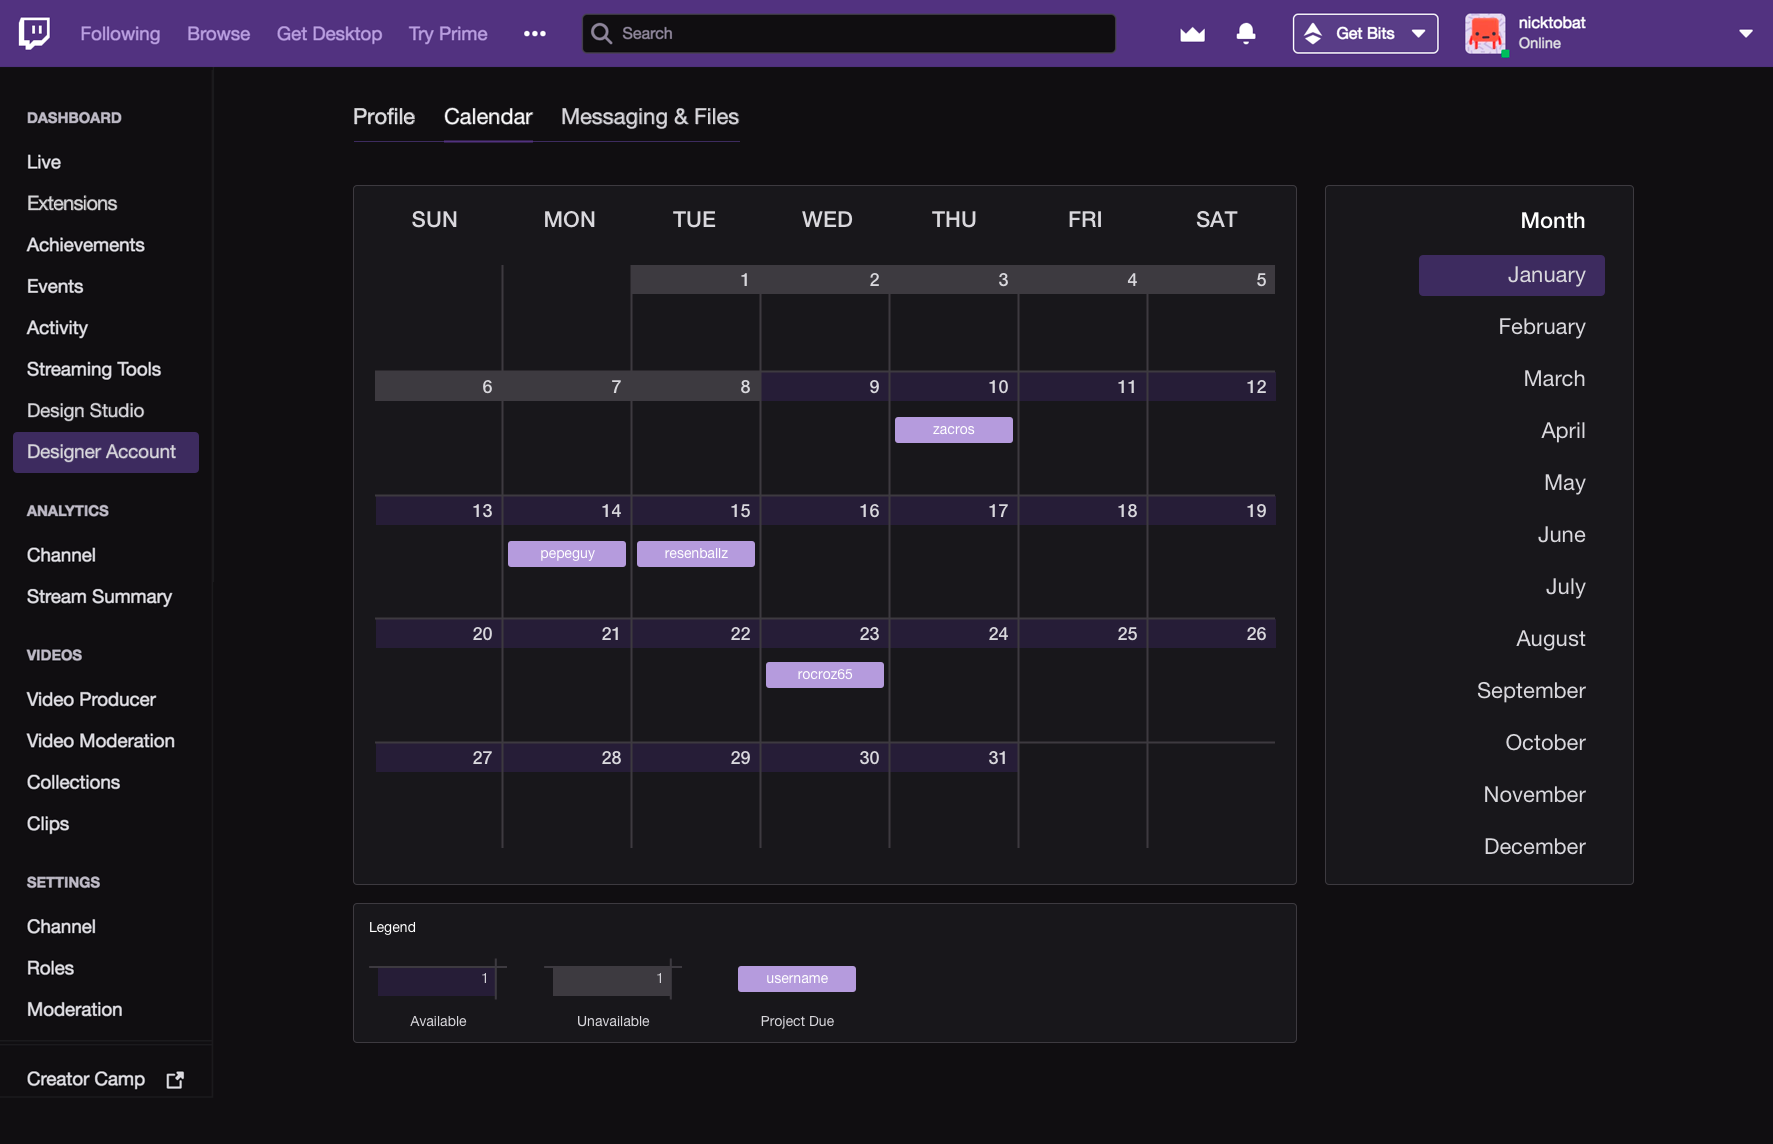 Following Browse Get Desktop Try Prime ••• Search Get Bits nicktobat
Online
DASHBOARD
Live
Extensions
Achievements
Events
Activity
Streaming Tools
Design Studio
Designer Account
ANALYTICS
Channel
Stream Summary
VIDEOS
Video Producer
Video Moderation
Collections
Clips
SETTINGS
Channel
Roles
Moderation
Creator Camp
Profile Calendar Messaging & Files
SUN MON TUE WED THU FRI SAT
1 2 3 4 5
6 7 8 9 10 11 12
zacros
13 14 15 16 17 18 19
pepeguy resenballz
20 21 22 23 24 25 26
rocroz65
27 28 29 30 31
Month
January
February
March
April
May
June
July
August
September
October
November
December
Legend
1 1 username
Available Unavailable Project Due